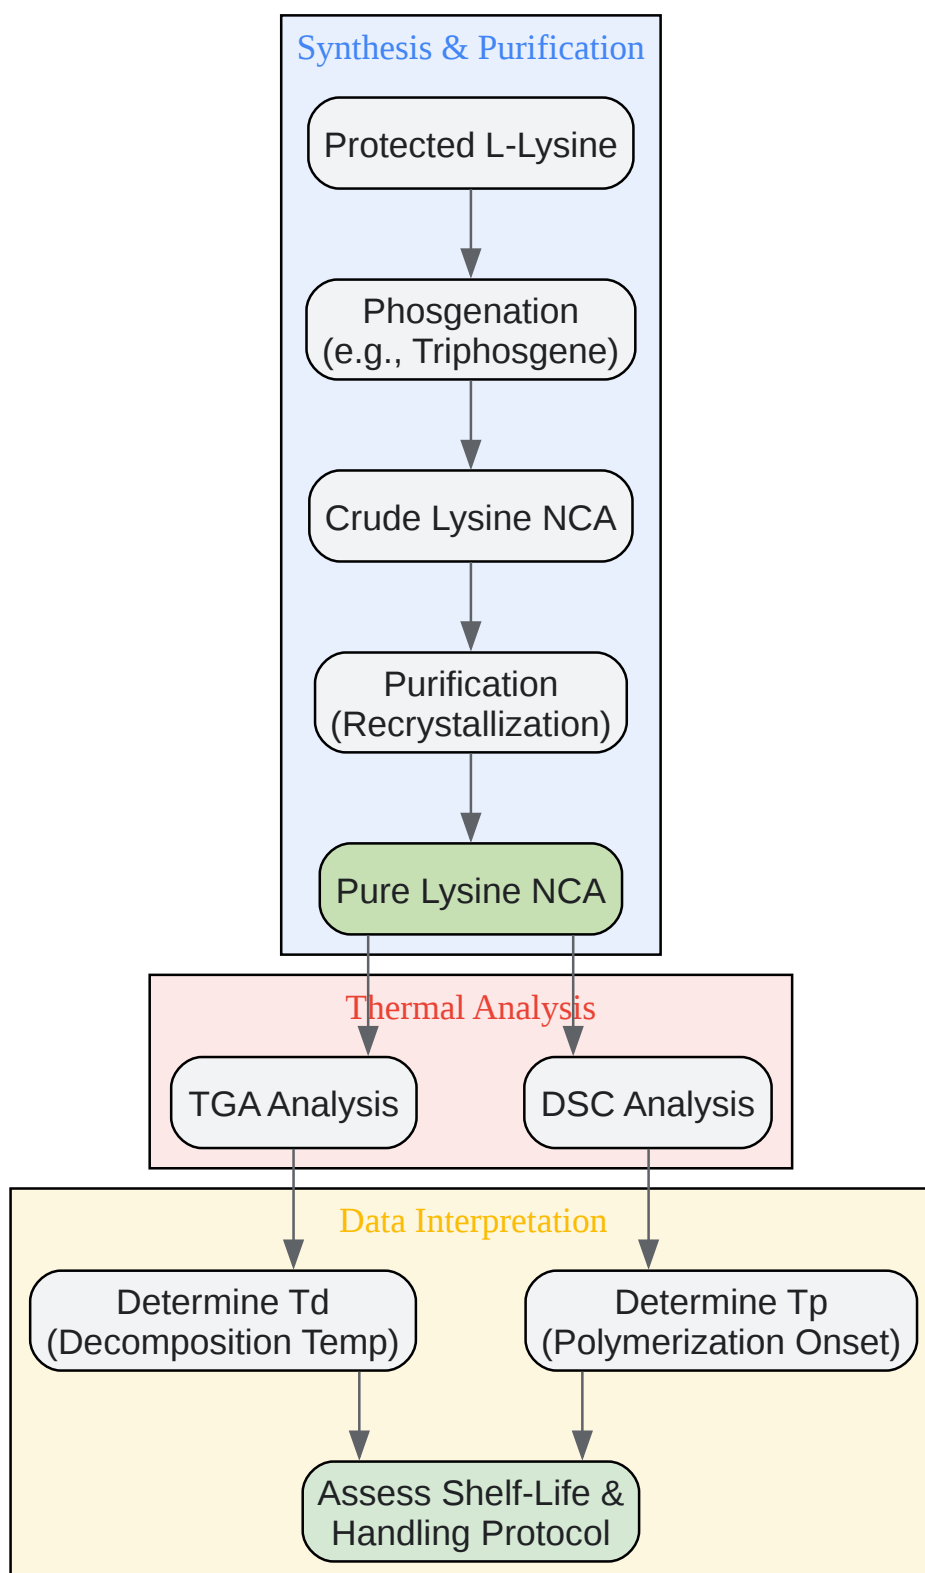 Synthesis & Purification
Protected L-Lysine
Phosgenation
(e.g., Triphosgene)
Crude Lysine NCA
Purification
(Recrystallization)
Pure Lysine NCA
Thermal Analysis
TGA Analysis
DSC Analysis
Data Interpretation
Determine Td
(Decomposition Temp)
Determine Tp
(Polymerization Onset)
Assess Shelf-Life &
Handling Protocol